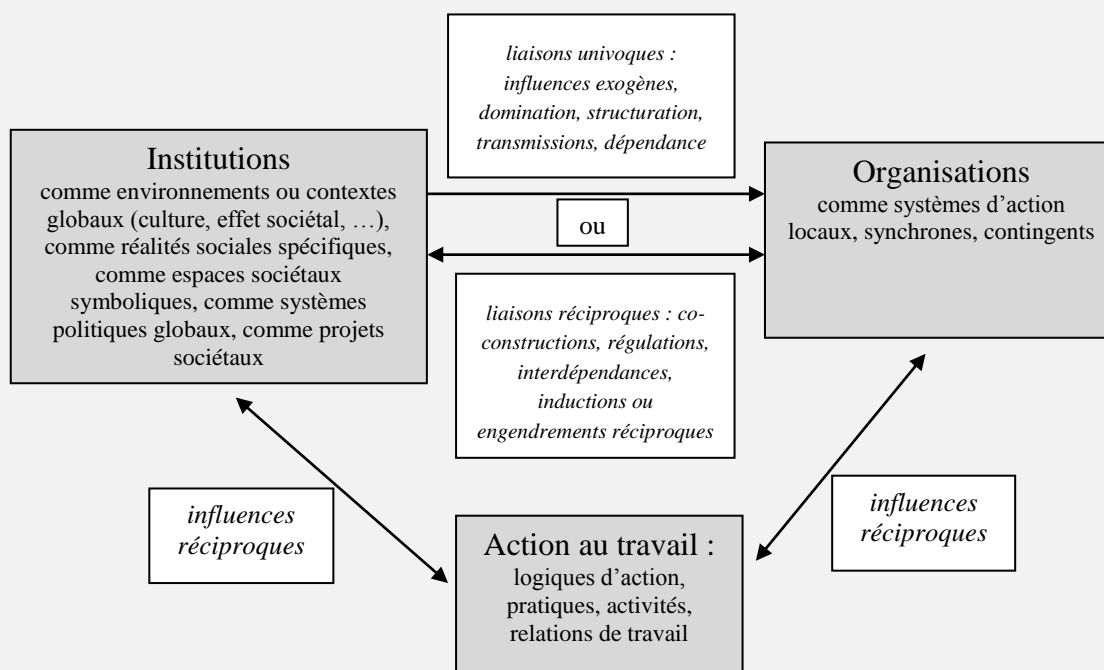 liaisons univoques :
influences exogènes,
domination, structuration,
transmissions, dépendance
Institutions
comme environnements ou contextes
globaux (culture, effet sociétal, …),
comme réalités sociales spécifiques,
comme espaces sociétaux
symboliques, comme systèmes
politiques globaux, comme projets
sociétaux
Organisations
comme systèmes d’action
locaux, synchrones, contingents
ou
liaisons réciproques : co-
constructions, régulations,
interdépendances,
inductions ou
engendrements réciproques
influences
réciproques
Action au travail :
logiques d’action,
pratiques, activités,
relations de travail
influences
réciproques